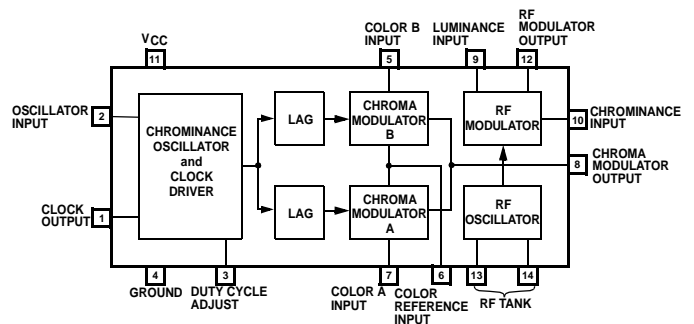 VCC
11
COLOR B
INPUT
5
LUMINANCE
INPUT
9
RF
MODULATOR
OUTPUT
12
OSCILLATOR
INPUT
2
CHROMINANCE
OSCILLATOR
and
CLOCK
DRIVER
LAG
CHROMA
MODULATOR
B
RF
MODULATOR
10
CHROMINANCE
INPUT
8
CHROMA
MODULATOR
OUTPUT
CLOCK
OUTPUT
1
LAG
CHROMA
MODULATOR
A
RF
OSCILLATOR
4
GROUND
3
DUTY CYCLE
ADJUST
7
COLOR A
INPUT
6
COLOR
REFERENCE
INPUT
13
14
RF TANK